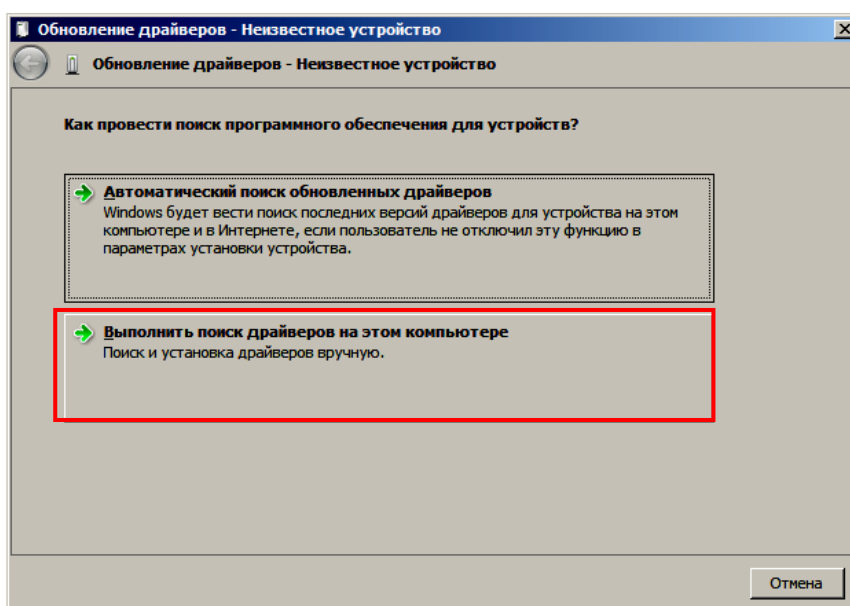 Обновление драйверов - Неизвестное устройство
Обновление драйверов - Неизвестное устройство
Как провести поиск программного обеспечения для устройств?
Автоматический поиск обновленных драйверов
Windows будет вести поиск последних версий драйверов для устройства на этом
компьютере и в Интернете, если пользователь не отключил эту функцию в
параметрах установки устройства.
Выполнить поиск драйверов на этом компьютере
Поиск и установка драйверов вручную.
Отмена